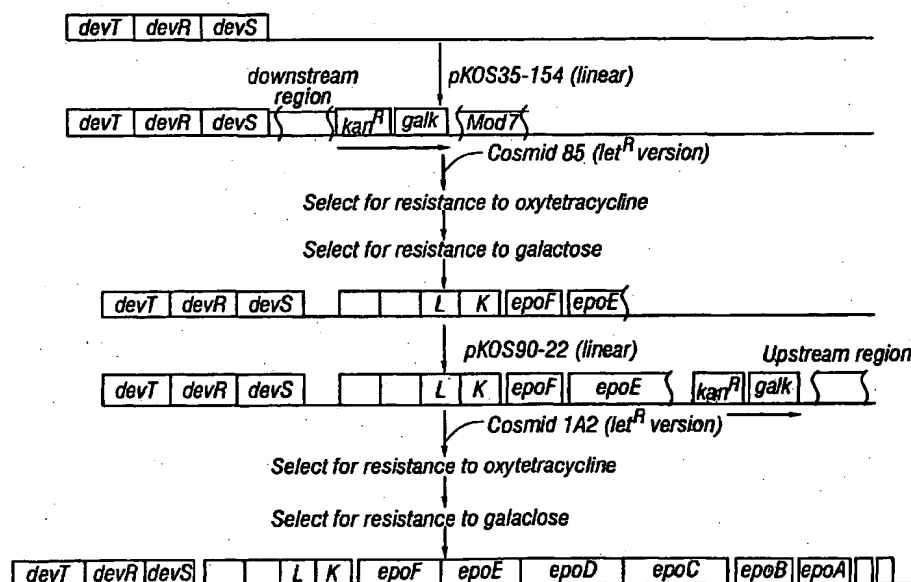 devT devR devS
pKOS35-154 (linear)
downstream
region
devT devR devS kanR galk Mod7
Cosmid 85 (letR version)
Select for resistance to oxytetracycline
Select for resistance to galactose
devT devR devS L K epoF epoE
pKOS90-22 (linear)
Upstream region
devT devR devS L K epoF epoE kanR galk
Cosmid 1A2 (letR version)
Select for resistance to oxytetracycline
Select for resistance to galaclose
devT devR devS L K epoF epoE epoD epoC epoB epoA